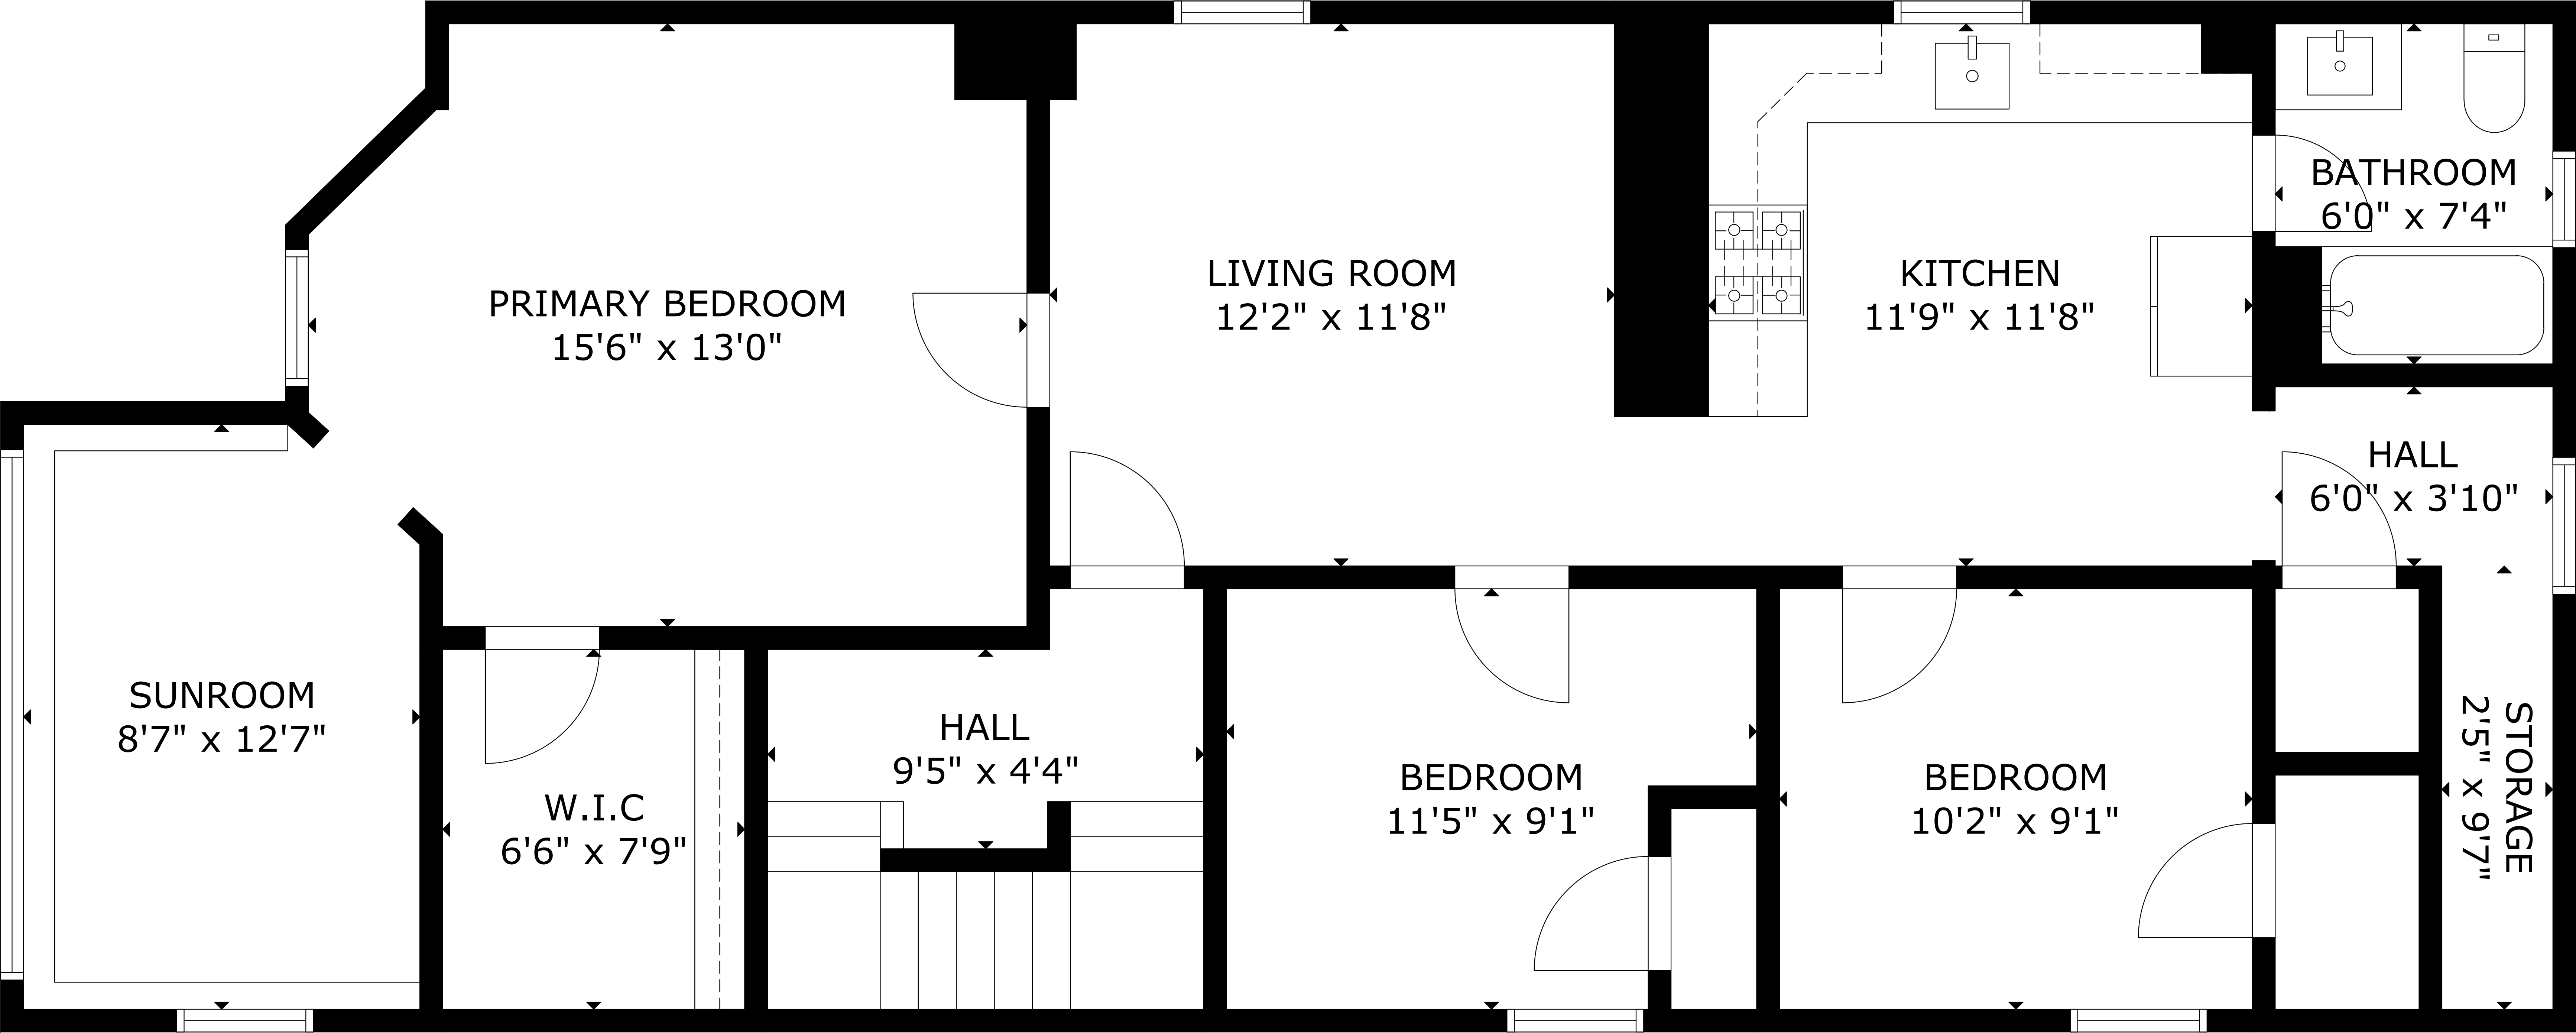 PRIMARY BEDROOM
15'6" x 13'0"
LIVING ROOM
12'2" x 11'8"
KITCHEN
11'9" x 11'8"
BATHROOM
6'0" x 7'4"
HALL
6'0" x 3'10"
SUNROOM
8'7" x 12'7"
W.I.C
6'6" x 7'9"
HALL
9'5" x 4'4"
BEDROOM
11'5" x 9'1"
BEDROOM
10'2" x 9'1"
STORAGE
2'5" x 9'7"